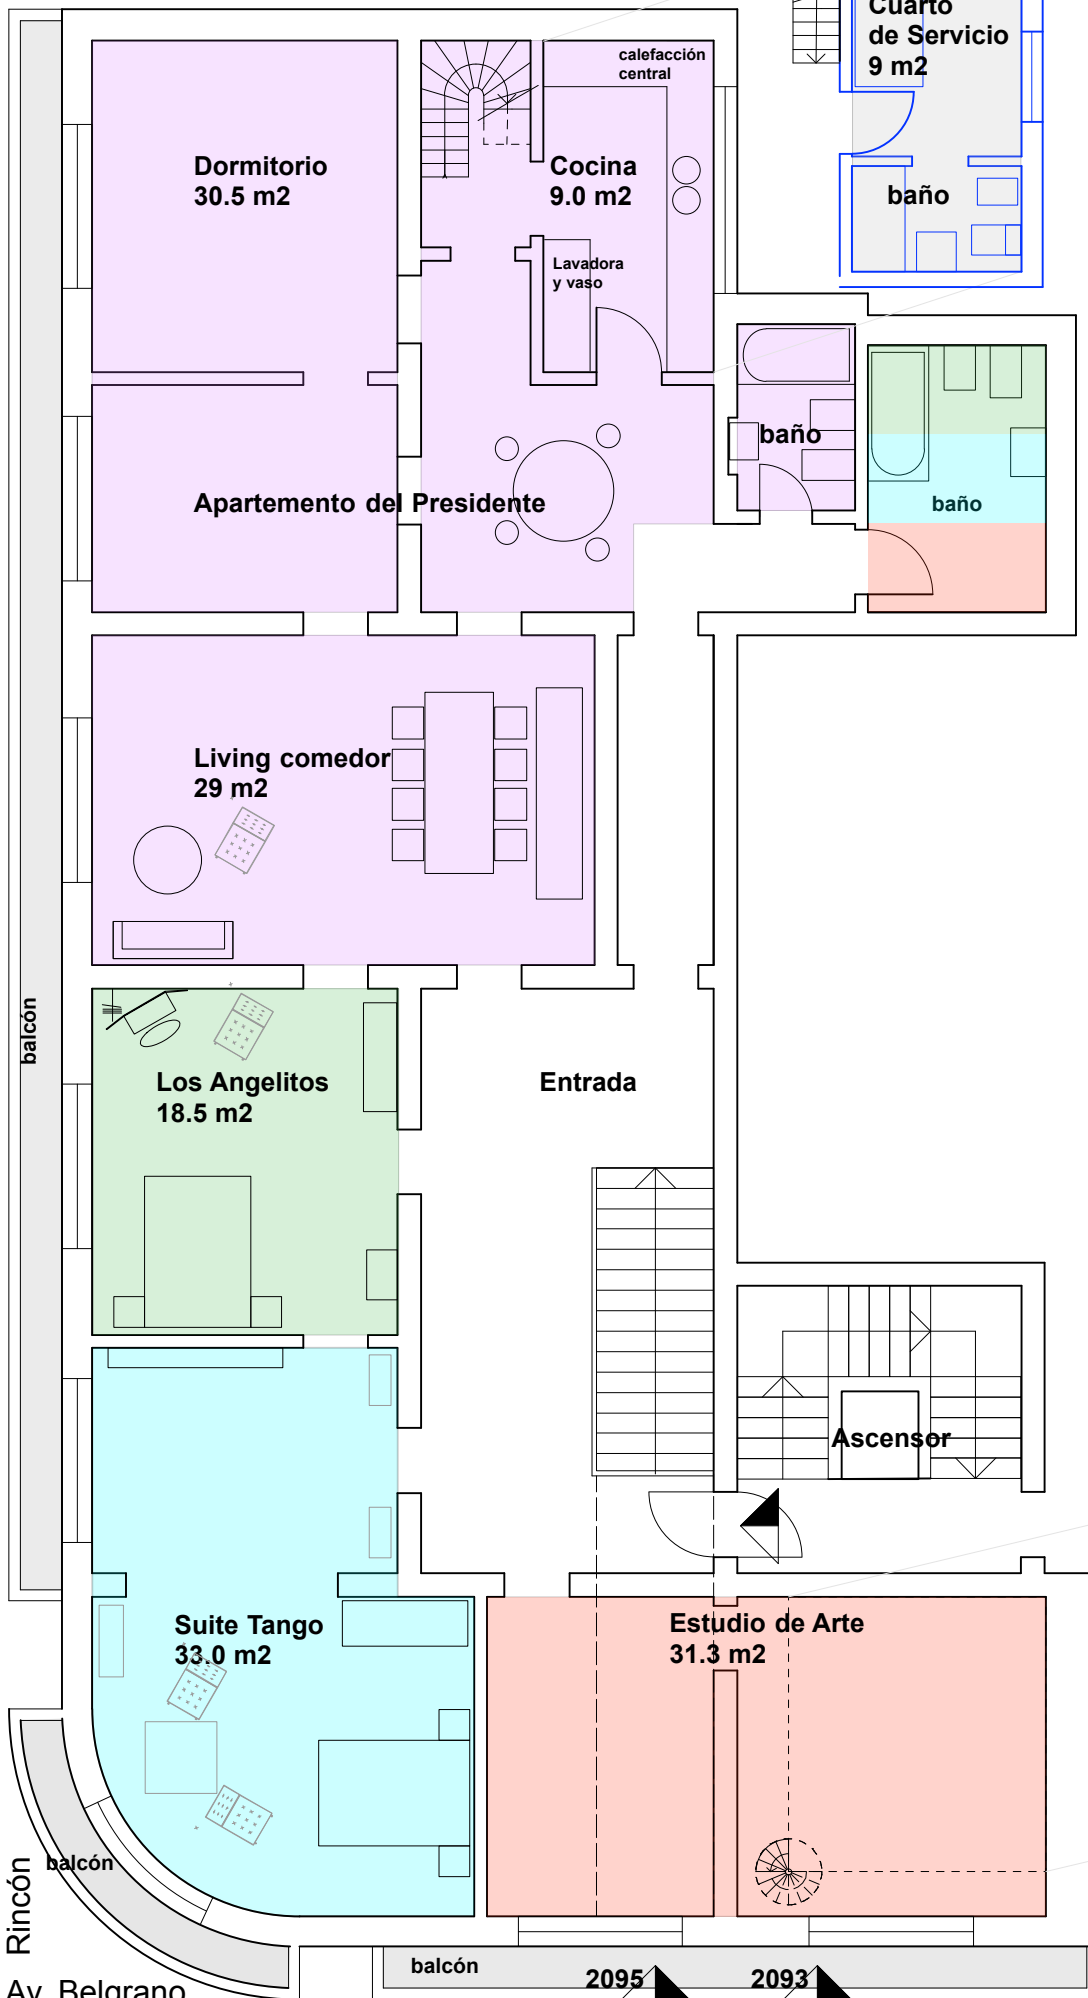 Cuarto
de Servicio
9 m2
calefacción
central
Dormitorio
30.5 m2
Cocina
9.0 m2
baño
Lavadora
y vaso
baño
Apartemento del Presidente
baño
Living comedor
29 m2
balcón
Los Angelitos
18.5 m2
Entrada
Ascensor
Suite Tango
33.0 m2
Estudio de Arte
31.3 m2
balcón
Rincón
balcón
2095
2093
Av. Belgrano